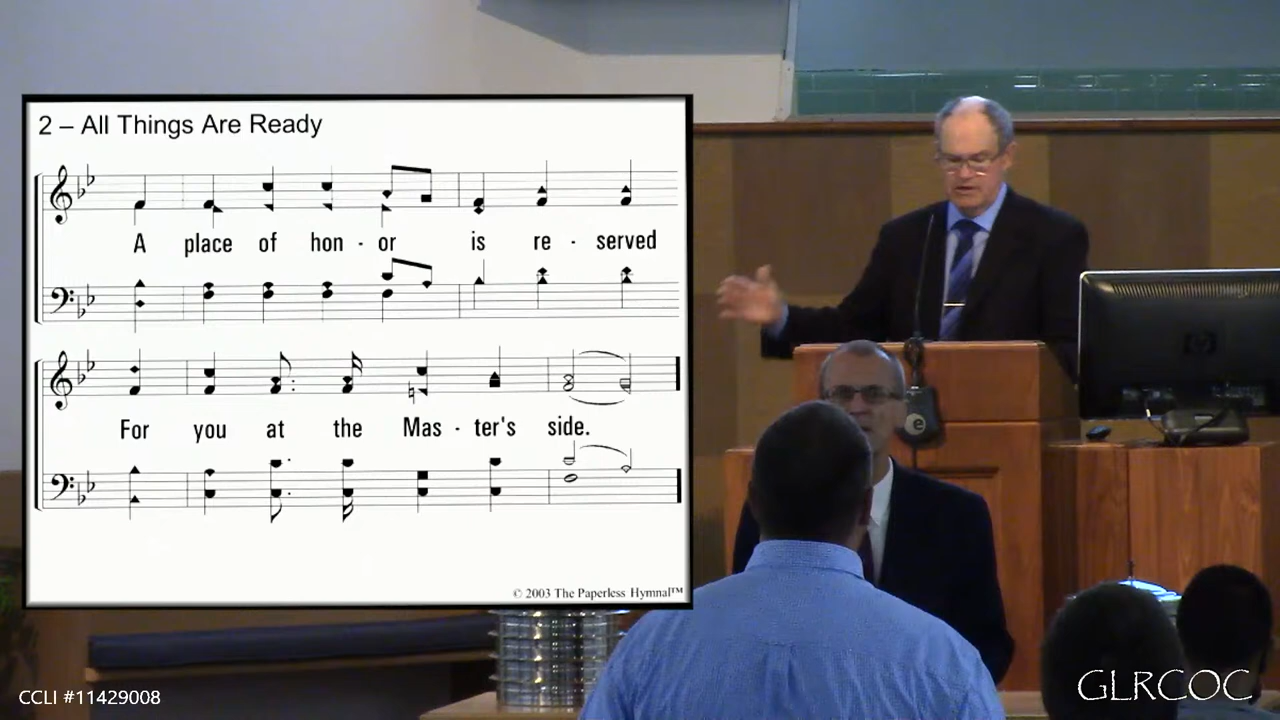 2 – All Things Are Ready
A place of hon - or is re - served
For you at the Mas - ter's side.
© 2003 The Paperless Hymnal™
e
hp
CCLI #11429008
GLRCOC